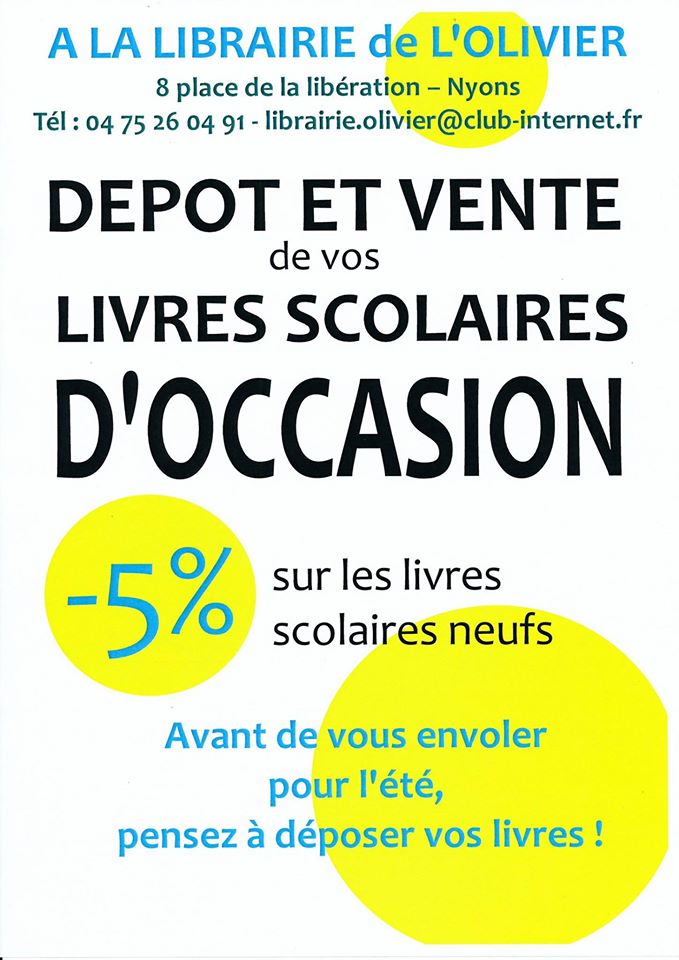 A LA LIBRAIRIE de L'OLIVIER
8 place de la libération – Nyons
Tél : 04 75 26 04 91 - librairie.olivier@club-internet.fr
DEPOT ET VENTE
de vos
LIVRES SCOLAIRES
D'OCCASION
-5%
sur les livres
scolaires neufs
Avant de vous envoler
pour l'été,
pensez à déposer vos livres !